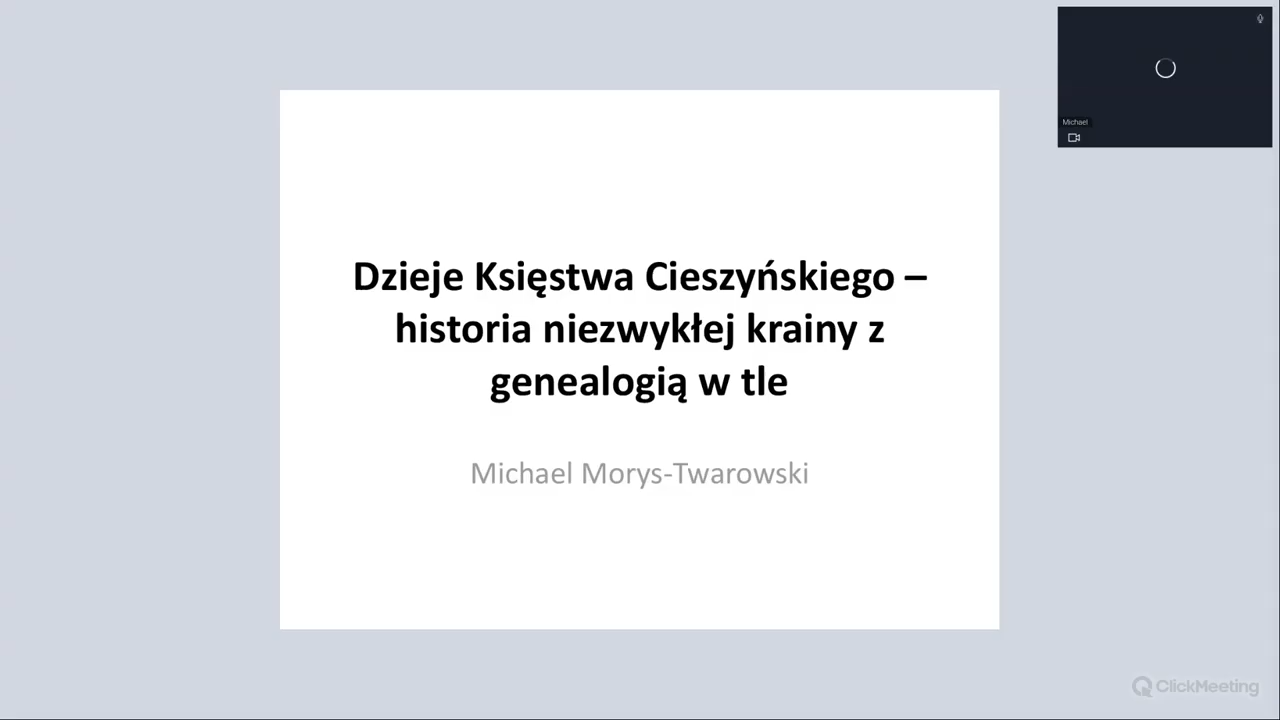 Michael
Dzieje Księstwa Cieszyńskiego –
historia niezwykłej krainy z
genealogią w tle
Michael Morys-Twarowski
ClickMeeting